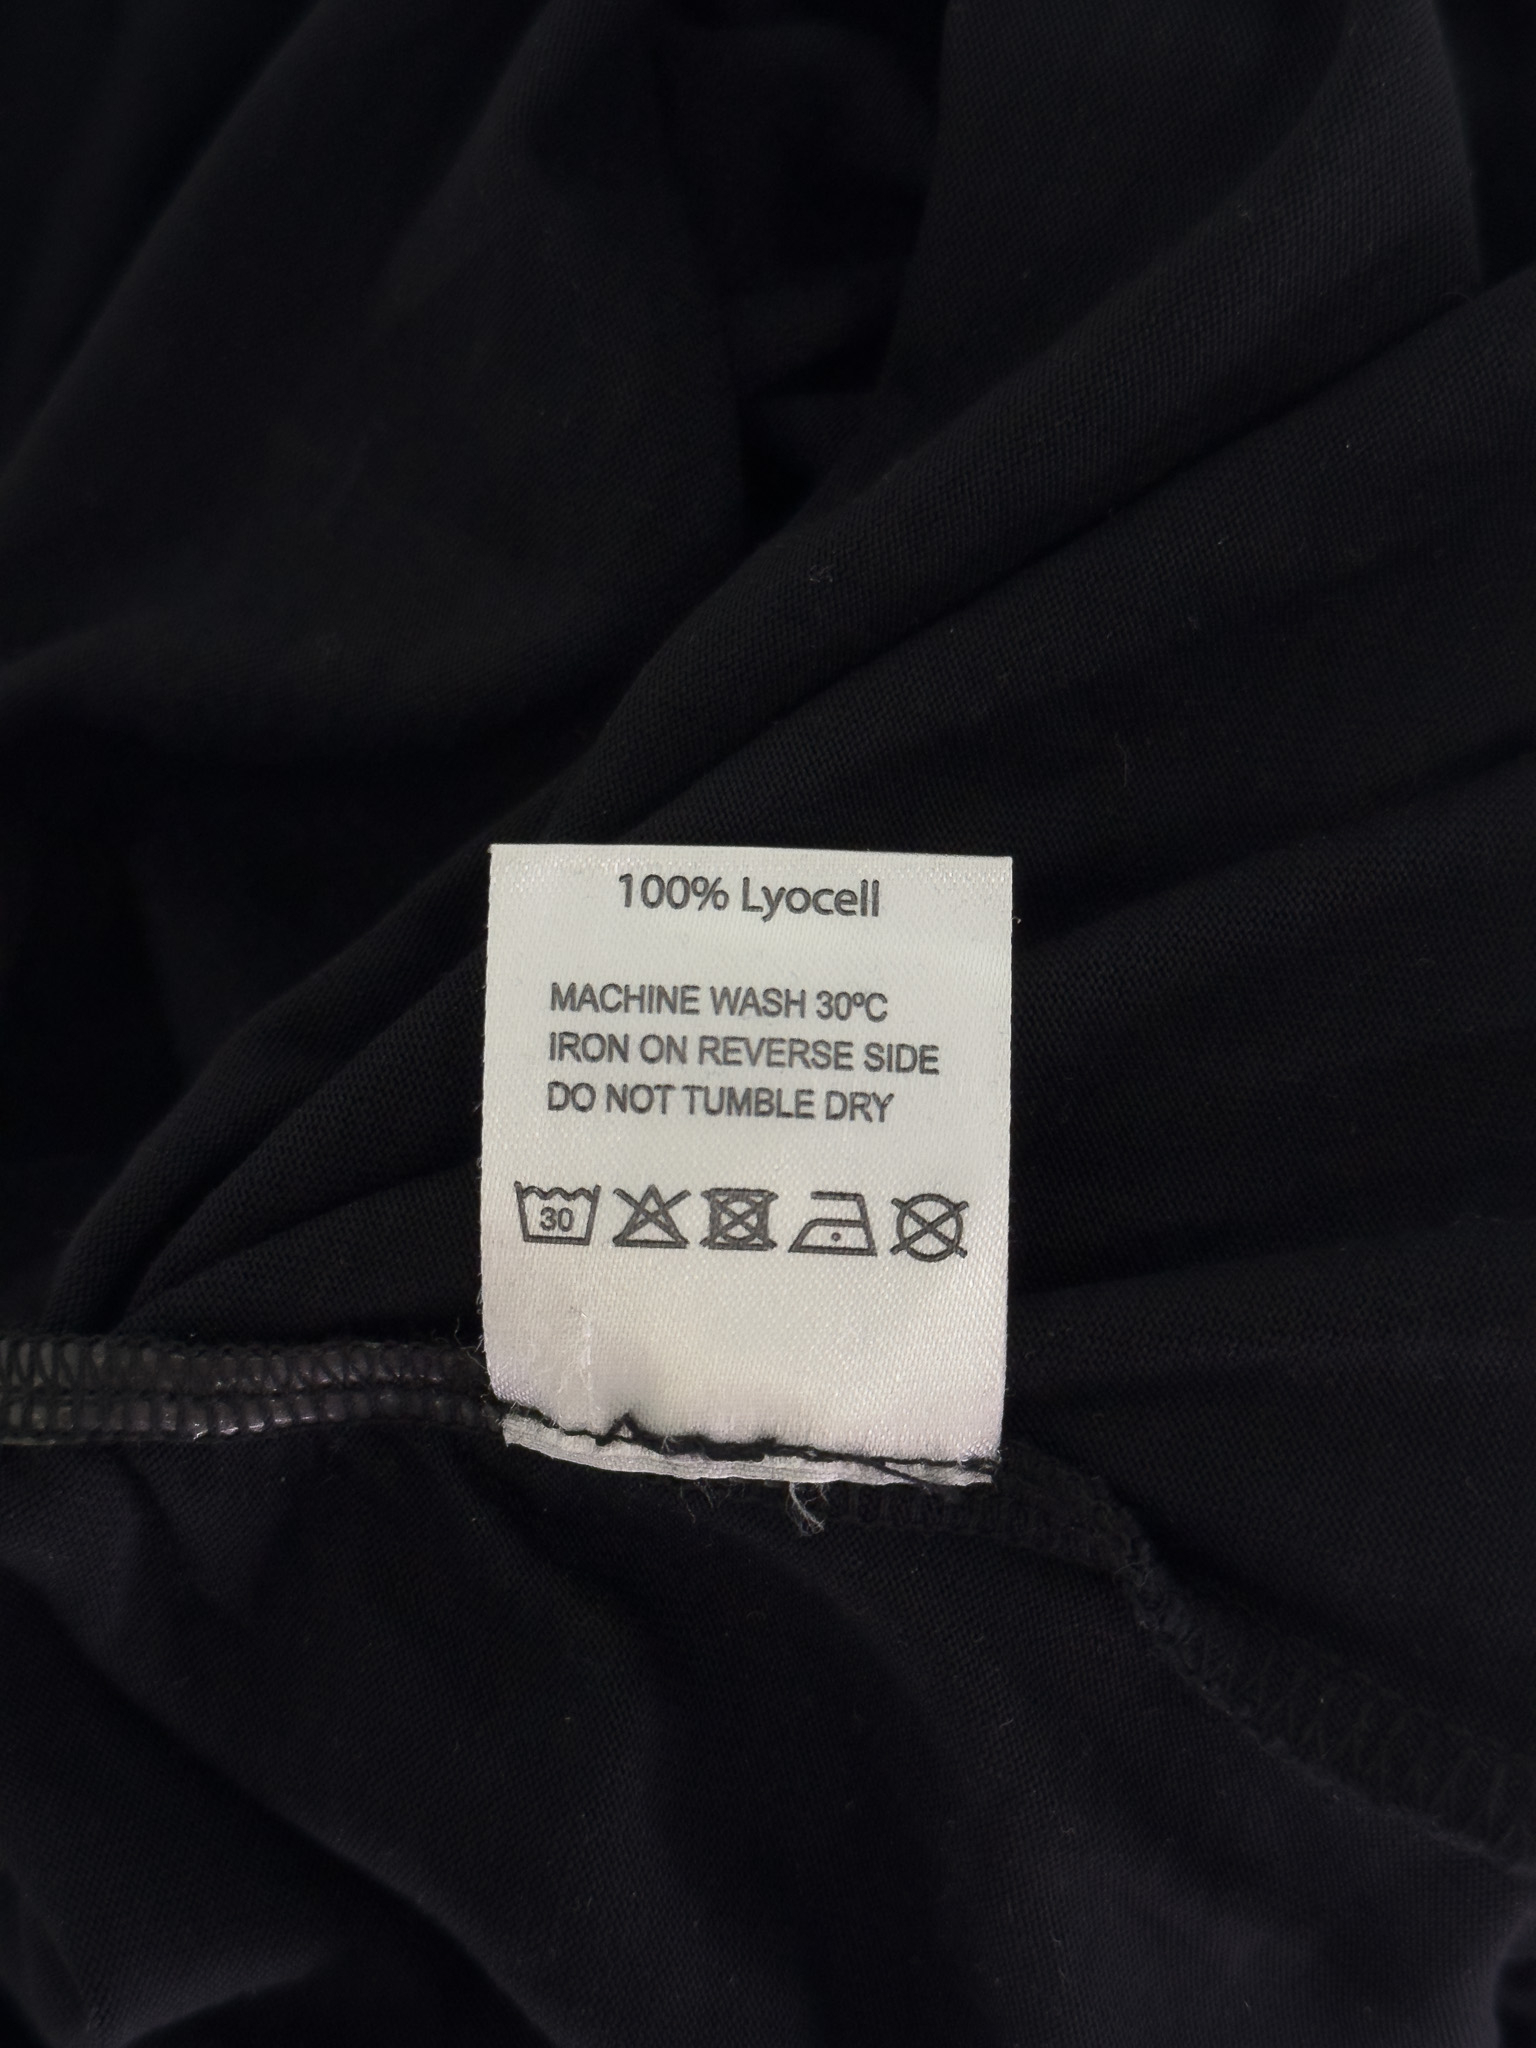 100% Lyocell
MACHINE WASH 30ºC
IRON ON REVERSE SIDE
DO NOT TUMBLE DRY
30